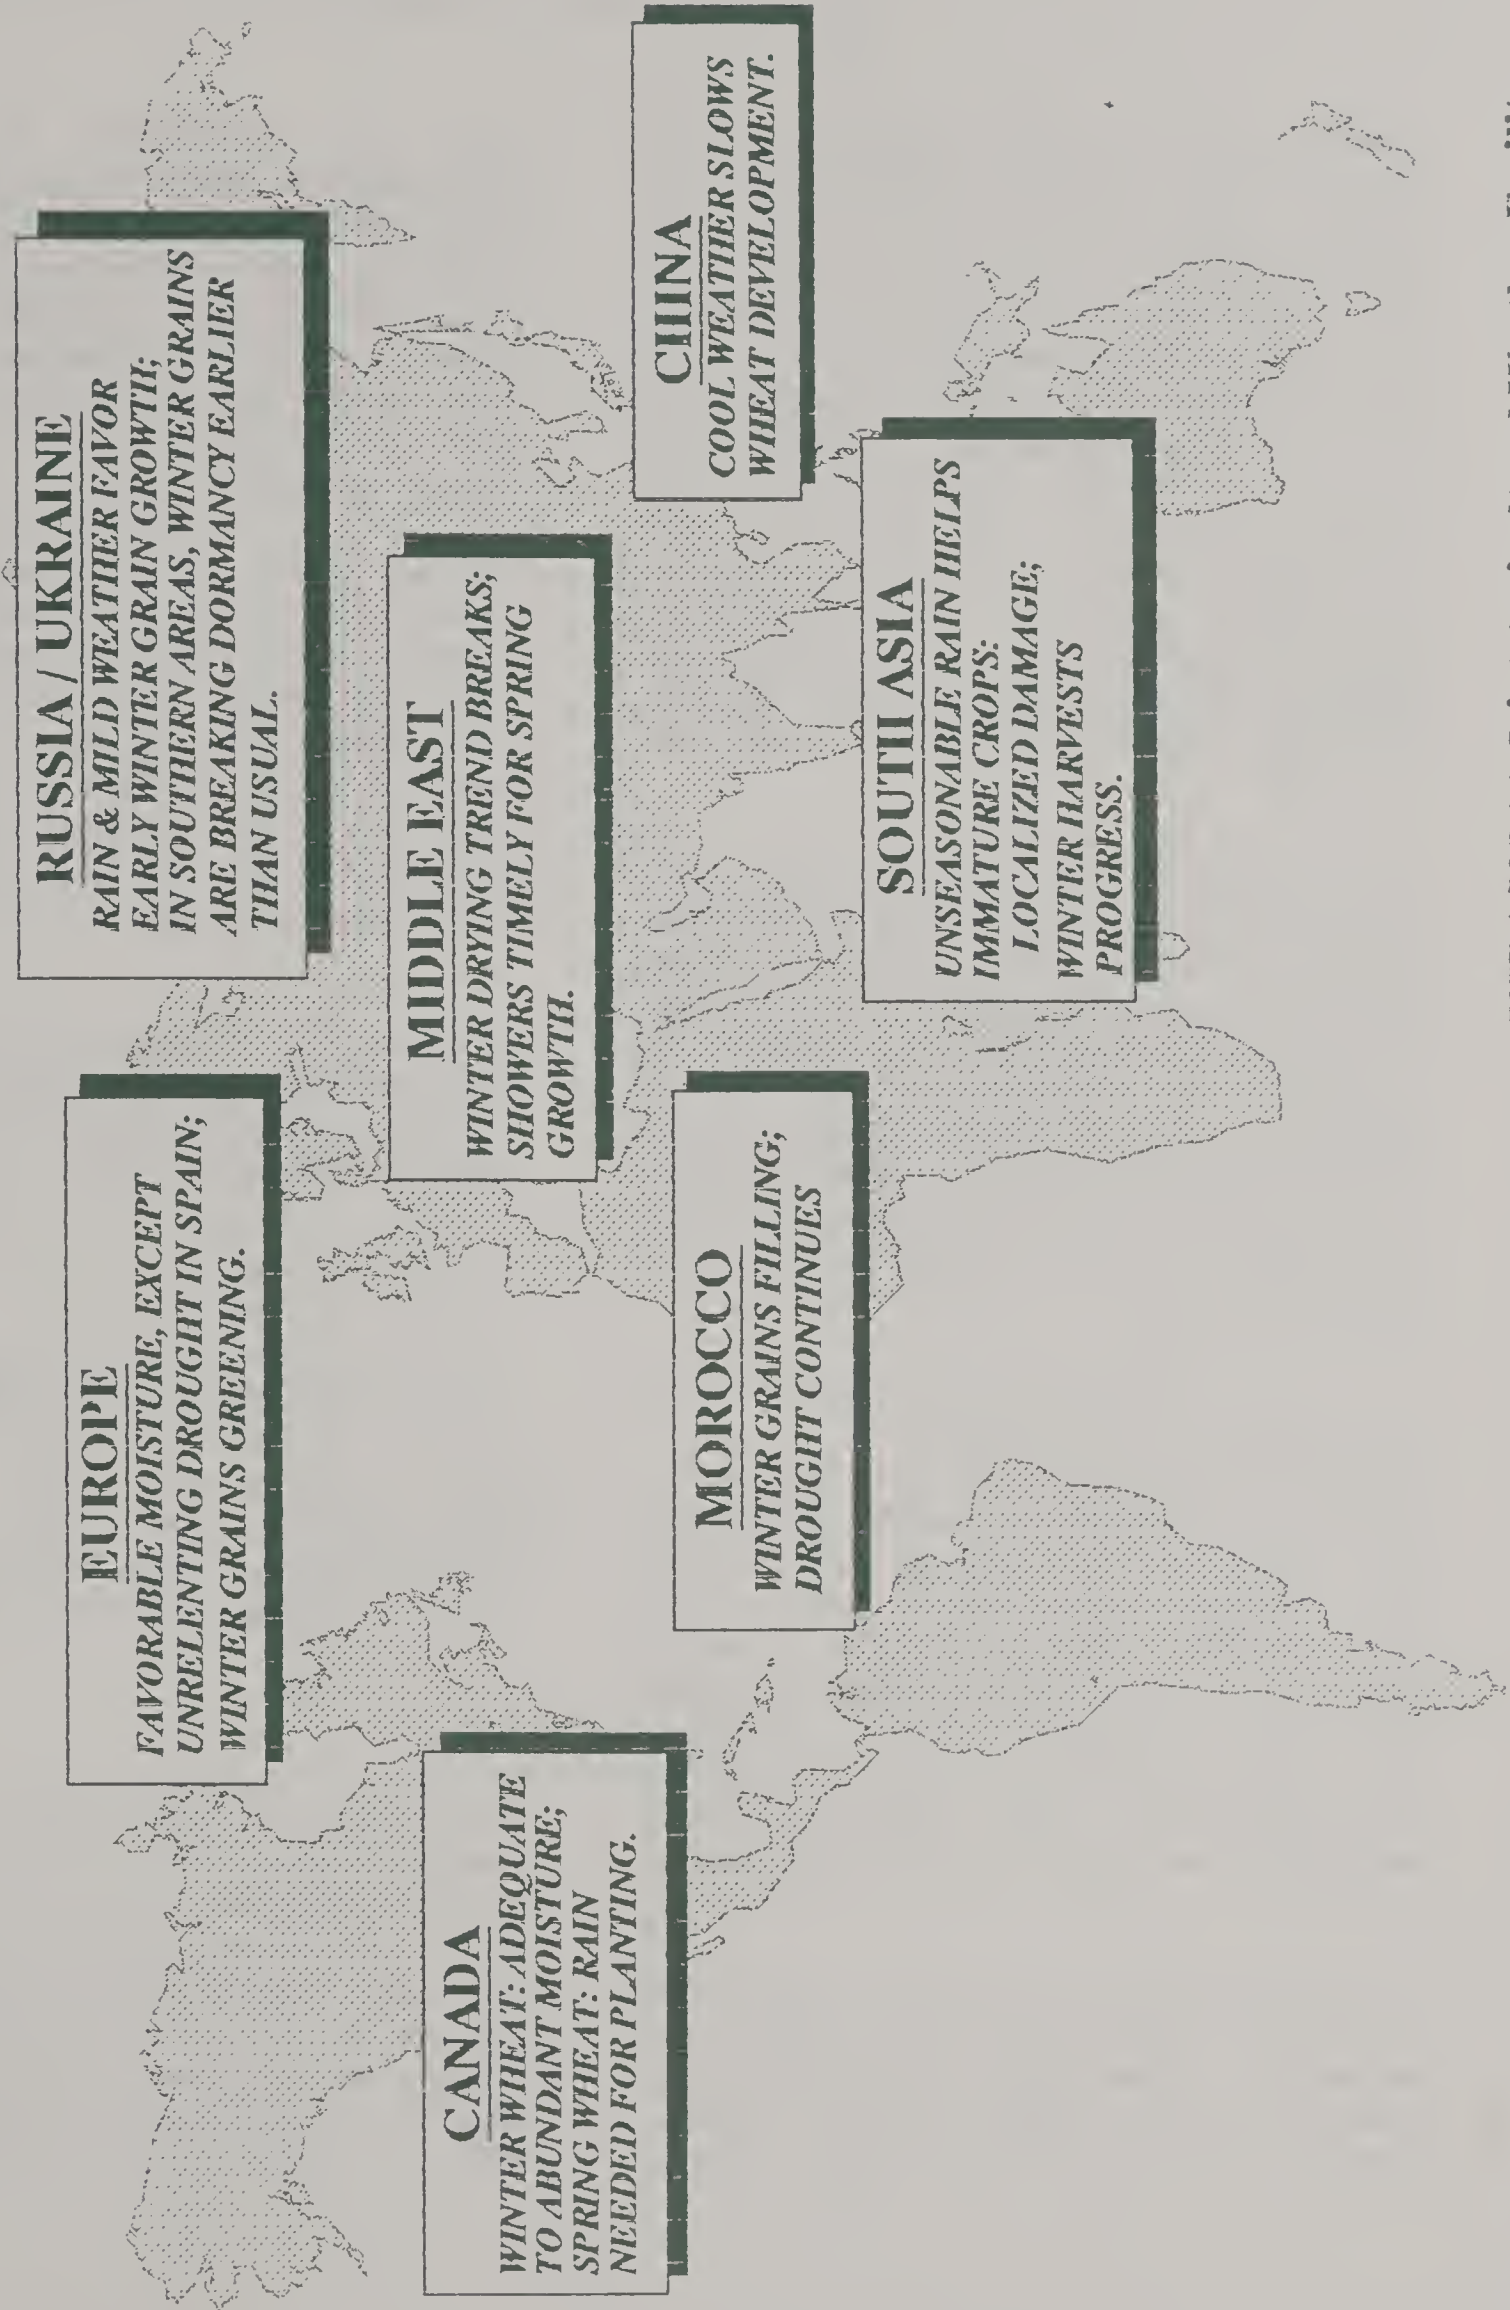 RUSSIA / UKRAINE
RAIN & MILD WEATHER FAVOR
EARLY WINTER GRAIN GROWTH;
IN SOUTHERN AREAS, WINTER GRAINS
ARE BREAKING DORMANCY EARLIER
THAN USUAL.
EUROPE
FAVORABLE MOISTURE, EXCEPT
UNRELENTING DROUGHT IN SPAIN;
WINTER GRAINS GREENING.
MIDDLE EAST
WINTER DRYING TREND BREAKS;
SHOWERS TIMELY FOR SPRING
GROWTH.
CANADA
WINTER WHEAT: ADEQUATE
TO ABUNDANT MOISTURE;
SPRING WHEAT: RAIN
NEEDED FOR PLANTING.
CHINA
COOL WEATHER SLOWS
WHEAT DEVELOPMENT.
MOROCCO
WINTER GRAINS FILLING;
DROUGHT CONTINUES
SOUTH ASIA
UNSEASONABLE RAIN HELPS
IMMATURE CROPS:
LOCALIZED DAMAGE;
WINTER HARVESTS
PROGRESS.